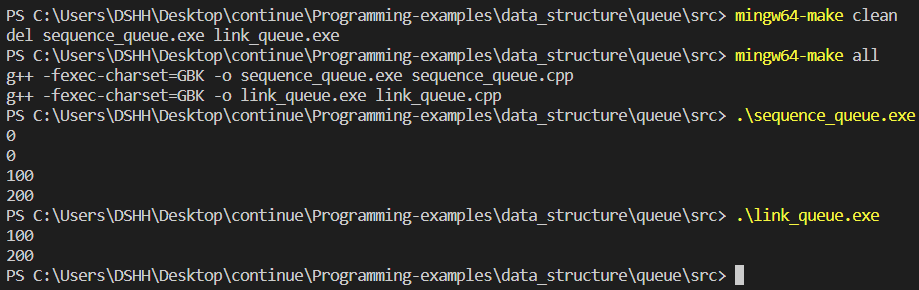 PS C:\Users\DSHH\Desktop\continue\Programming-examples\data_structure\queue\src> mingw64-make clean
del sequence_queue.exe link_queue.exe
PS C:\Users\DSHH\Desktop\continue\Programming-examples\data_structure\queue\src> mingw64-make all
g++ -fexec-charset=GBK -o sequence_queue.exe sequence_queue.cpp
g++ -fexec-charset=GBK -o link_queue.exe link_queue.cpp
PS C:\Users\DSHH\Desktop\continue\Programming-examples\data_structure\queue\src> .\sequence_queue.exe
0
0
100
200
PS C:\Users\DSHH\Desktop\continue\Programming-examples\data_structure\queue\src> .\link_queue.exe
100
200
PS C:\Users\DSHH\Desktop\continue\Programming-examples\data_structure\queue\src>